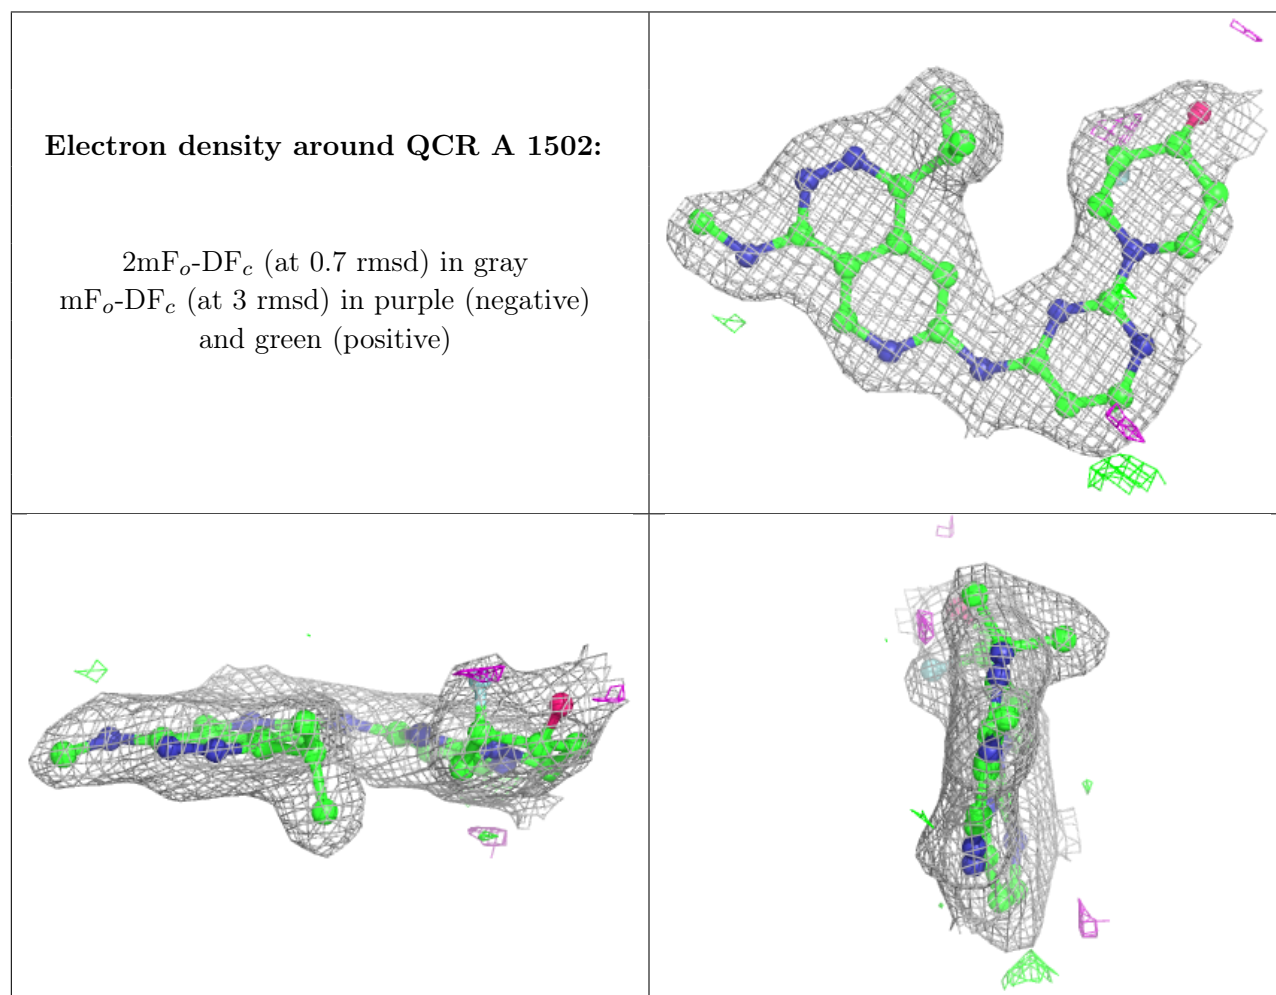 Electron density around QCR A 1502:
2mFₒ-DF𝒸 (at 0.7 rmsd) in gray
mFₒ-DF𝒸 (at 3 rmsd) in purple (negative)
and green (positive)